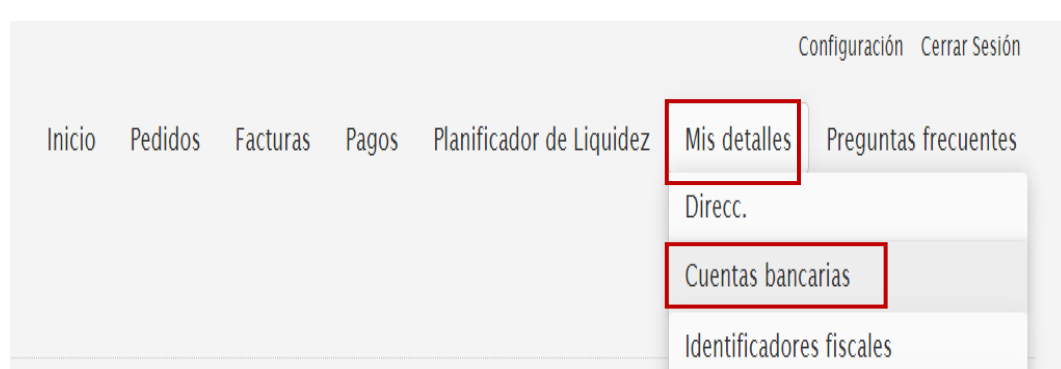 Configuración Cerrar Sesión
Inicio Pedidos Facturas Pagos Planificador de Liquidez Mis detalles Preguntas frecuentes
Direcc.
Cuentas bancarias
Identificadores fiscales